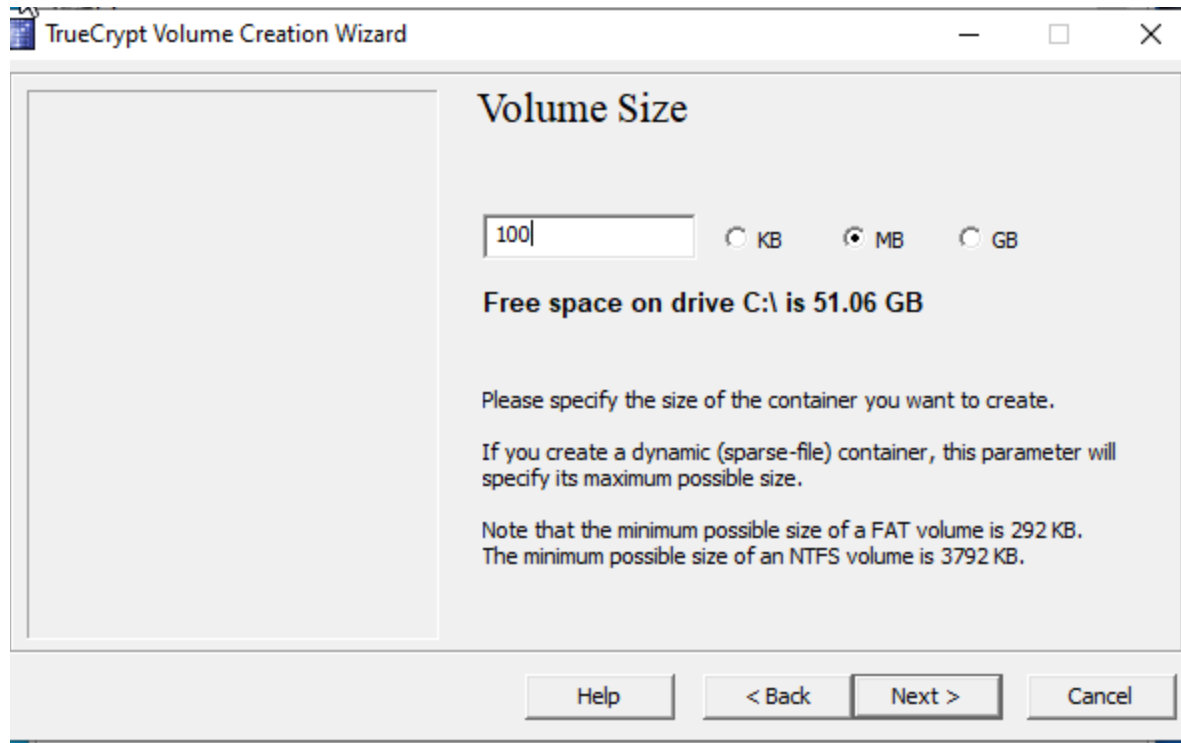 TrueCrypt Volume Creation Wizard
Volume Size
100
KB MB GB
Free space on drive C:\ is 51.06 GB
Please specify the size of the container you want to create.
If you create a dynamic (sparse-file) container, this parameter will
specify its maximum possible size.
Note that the minimum possible size of a FAT volume is 292 KB.
The minimum possible size of an NTFS volume is 3792 KB.
Help < Back Next > Cancel